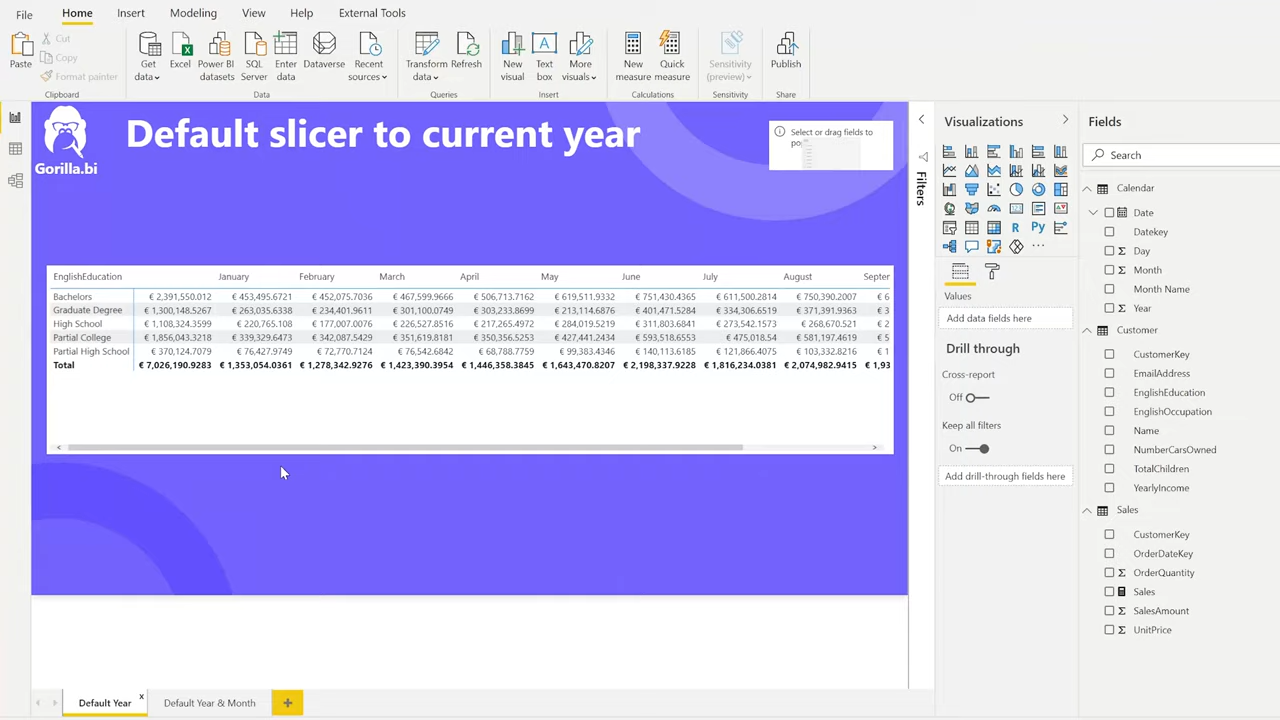 File Home Insert Modeling View Help External Tools
Paste
Cut
Copy
Format painter
Clipboard
Get data
Excel
Power BI datasets
SQL Server
Enter data
Dataverse
Recent sources
Data
Transform data
Refresh
Queries
New visual
Text box
More visuals
Insert
New measure
Quick measure
Calculations
Sensitivity (preview)
Sensitivity
Publish
Share
Gorilla.bi
Default slicer to current year
Select or drag fields to
EnglishEducation January February March April May June July August Septer
Bachelors € 2,391,550.012 € 453,495.6721 € 452,075.7036 € 467,599.9666 € 506,713.7162 € 619,511.9332 € 751,430.4365 € 611,500.2814 € 750,390.2007 € 6
Graduate Degree € 1,300,148.5267 € 263,035.6338 € 234,401.9611 € 301,100.0749 € 303,233.8699 € 213,114.6876 € 401,471.5284 € 334,306.6519 € 371,391.9363 € 3
High School € 1,108,324.3599 € 220,765.108 € 177,007.0076 € 226,527.8516 € 217,265.4972 € 284,019.5219 € 311,803.6841 € 273,542.1573 € 268,670.521 € 2
Partial College € 1,856,043.2318 € 339,329.6473 € 342,087.5429 € 351,619.8181 € 350,356.5253 € 427,441.2434 € 593,518.6553 € 475,018.54 € 581,197.4619 € 5
Partial High School € 370,124.7079 € 76,427.9749 € 72,770.7124 € 76,542.6842 € 68,788.7759 € 99,383.4346 € 140,113.6185 € 121,866.4075 € 103,332.8216 € 1
Total € 7,026,190.9283 € 1,353,054.0361 € 1,278,342.9276 € 1,423,390.3954 € 1,446,358.3845 € 1,643,470.8207 € 2,198,337.9228 € 1,816,234.0381 € 2,074,982.9415 € 1,93
Filters
Visualizations
Values
Add data fields here
Drill through
Cross-report
Off
Keep all filters
On
Add drill-through fields here
Fields
Search
Calendar
Date
Datekey
Day
Month
Month Name
Year
Customer
CustomerKey
EmailAddress
EnglishEducation
EnglishOccupation
Name
NumberCarsOwned
TotalChildren
YearlyIncome
Sales
CustomerKey
OrderDateKey
OrderQuantity
Sales
SalesAmount
UnitPrice
Default Year x Default Year & Month +